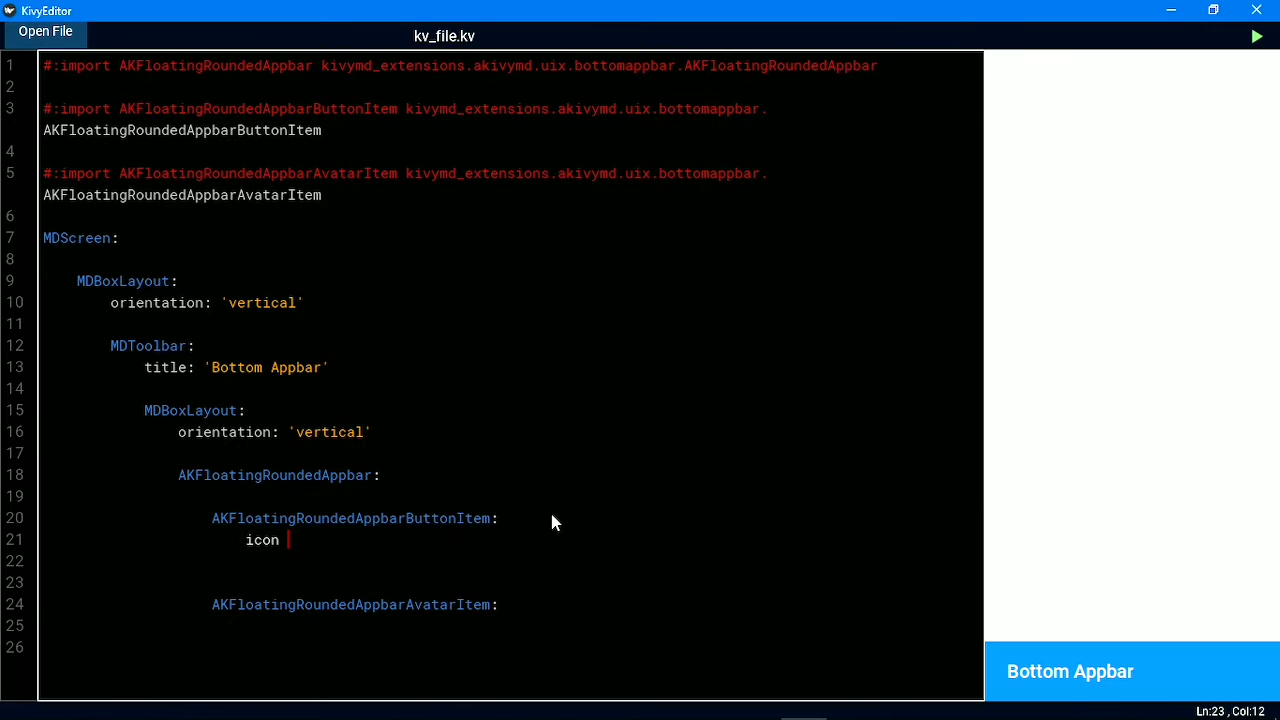 KivyEditor
Open File
kv_file.kv
1 #:import AKFloatingRoundedAppbar kivymd_extensions.akivymd.uix.bottomappbar.AKFloatingRoundedAppbar
2
3 #:import AKFloatingRoundedAppbarButtonItem kivymd_extensions.akivymd.uix.bottomappbar.
AKFloatingRoundedAppbarButtonItem
4
5 #:import AKFloatingRoundedAppbarAvatarItem kivymd_extensions.akivymd.uix.bottomappbar.
AKFloatingRoundedAppbarAvatarItem
6
7 MDScreen:
8
9 MDBoxLayout:
10 orientation: 'vertical'
11
12 MDToolbar:
13 title: 'Bottom Appbar'
14
15 MDBoxLayout:
16 orientation: 'vertical'
17
18 AKFloatingRoundedAppbar:
19
20 AKFloatingRoundedAppbarButtonItem:
21 icon
22
23
24 AKFloatingRoundedAppbarAvatarItem:
25
26
Bottom Appbar
Ln:23 , Col:12